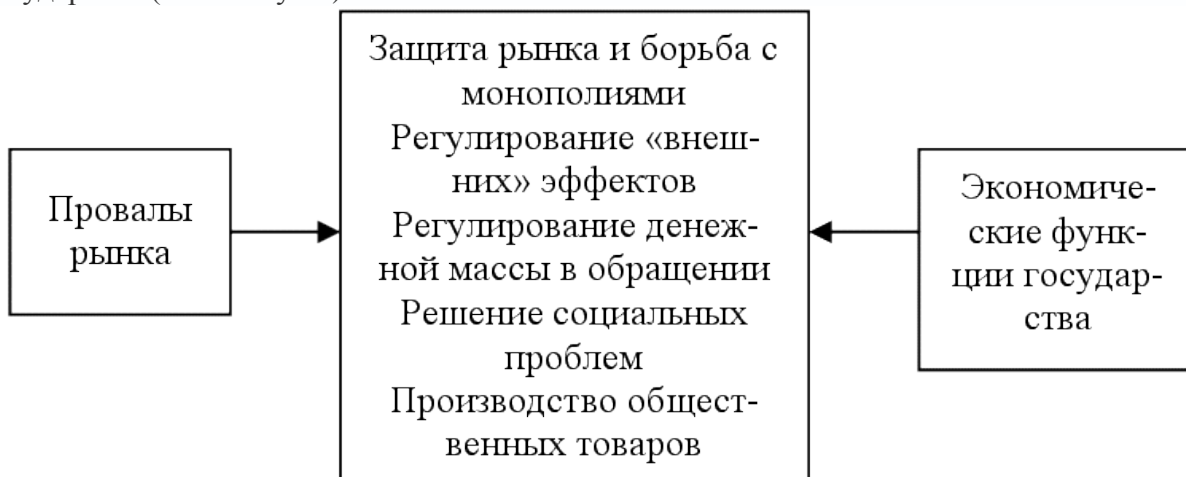 Провалы
рынка
Защита рынка и борьба с
монополиями
Регулирование «внеш-
них» эффектов
Регулирование денеж-
ной массы в обращении
Решение социальных
проблем
Производство общест-
венных товаров
Экономиче-
ские функ-
ции государ-
ства